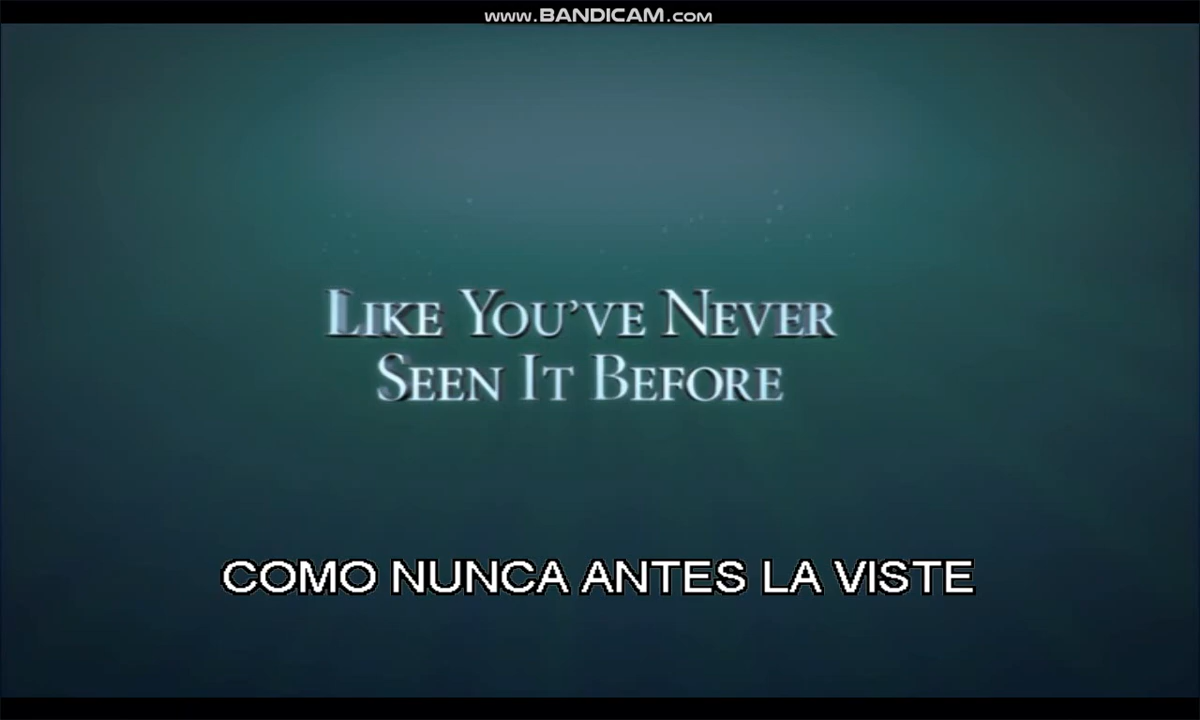 www.BANDICAM.com
LIKE YOU'VE NEVER
SEEN IT BEFORE
COMO NUNCA ANTES LA VISTE